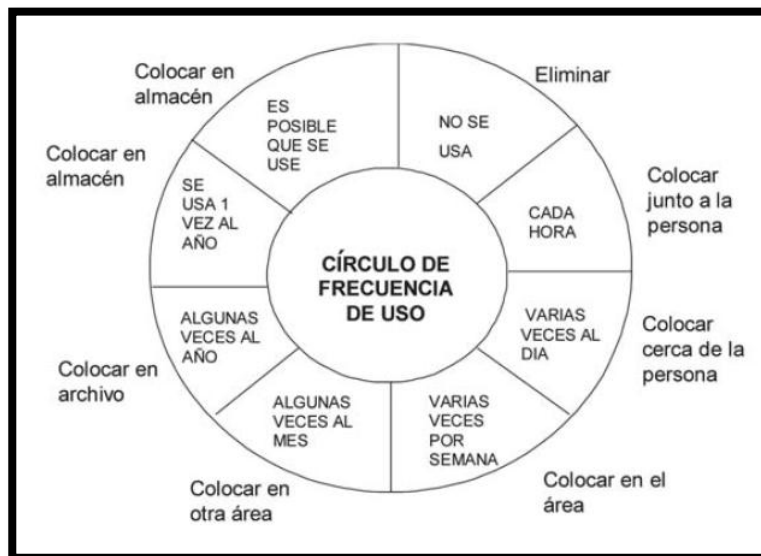 Colocar en
almacén
ES
POSIBLE
QUE SE
USE
NO SE
USA
Eliminar
Colocar en
almacén
SE
USA 1
VEZ AL
AÑO
CADA
HORA
Colocar
junto a la
persona
CÍRCULO DE
FRECUENCIA
DE USO
ALGUNAS
VECES AL
AÑO
Colocar en
archivo
VARIAS
VECES AL
DIA
Colocar
cerca de la
persona
ALGUNAS
VECES AL
MES
Colocar en
otra área
VARIAS
VECES
POR
SEMANA
Colocar en el
área